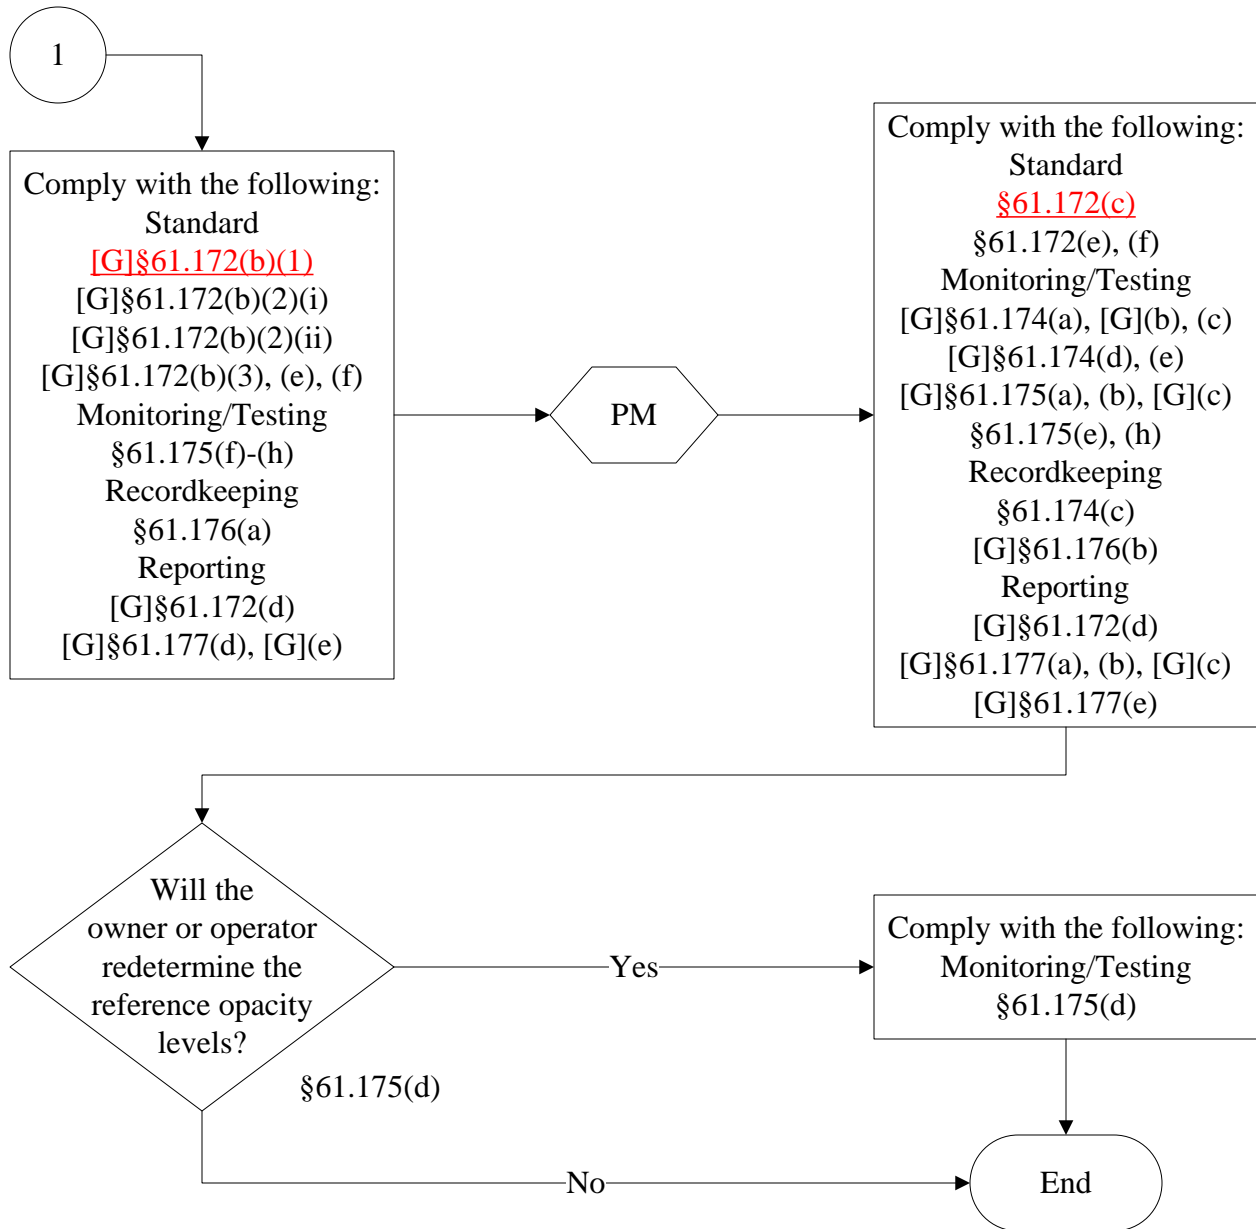 1
Comply with the following:
Standard
[G]§61.172(b)(1)
[G]§61.172(b)(2)(i)
[G]§61.172(b)(2)(ii)
[G]§61.172(b)(3), (e), (f)
Monitoring/Testing
§61.175(f)-(h)
Recordkeeping
§61.176(a)
Reporting
[G]§61.172(d)
[G]§61.177(d), [G](e)
PM
Comply with the following:
Standard
§61.172(c)
§61.172(e), (f)
Monitoring/Testing
[G]§61.174(a), [G](b), (c)
[G]§61.174(d), (e)
[G]§61.175(a), (b), [G](c)
§61.175(e), (h)
Recordkeeping
§61.174(c)
[G]§61.176(b)
Reporting
[G]§61.172(d)
[G]§61.177(a), (b), [G](c)
[G]§61.177(e)
Will the
owner or operator
redetermine the
reference opacity
levels?
§61.175(d)
Yes
Comply with the following:
Monitoring/Testing
§61.175(d)
No
End